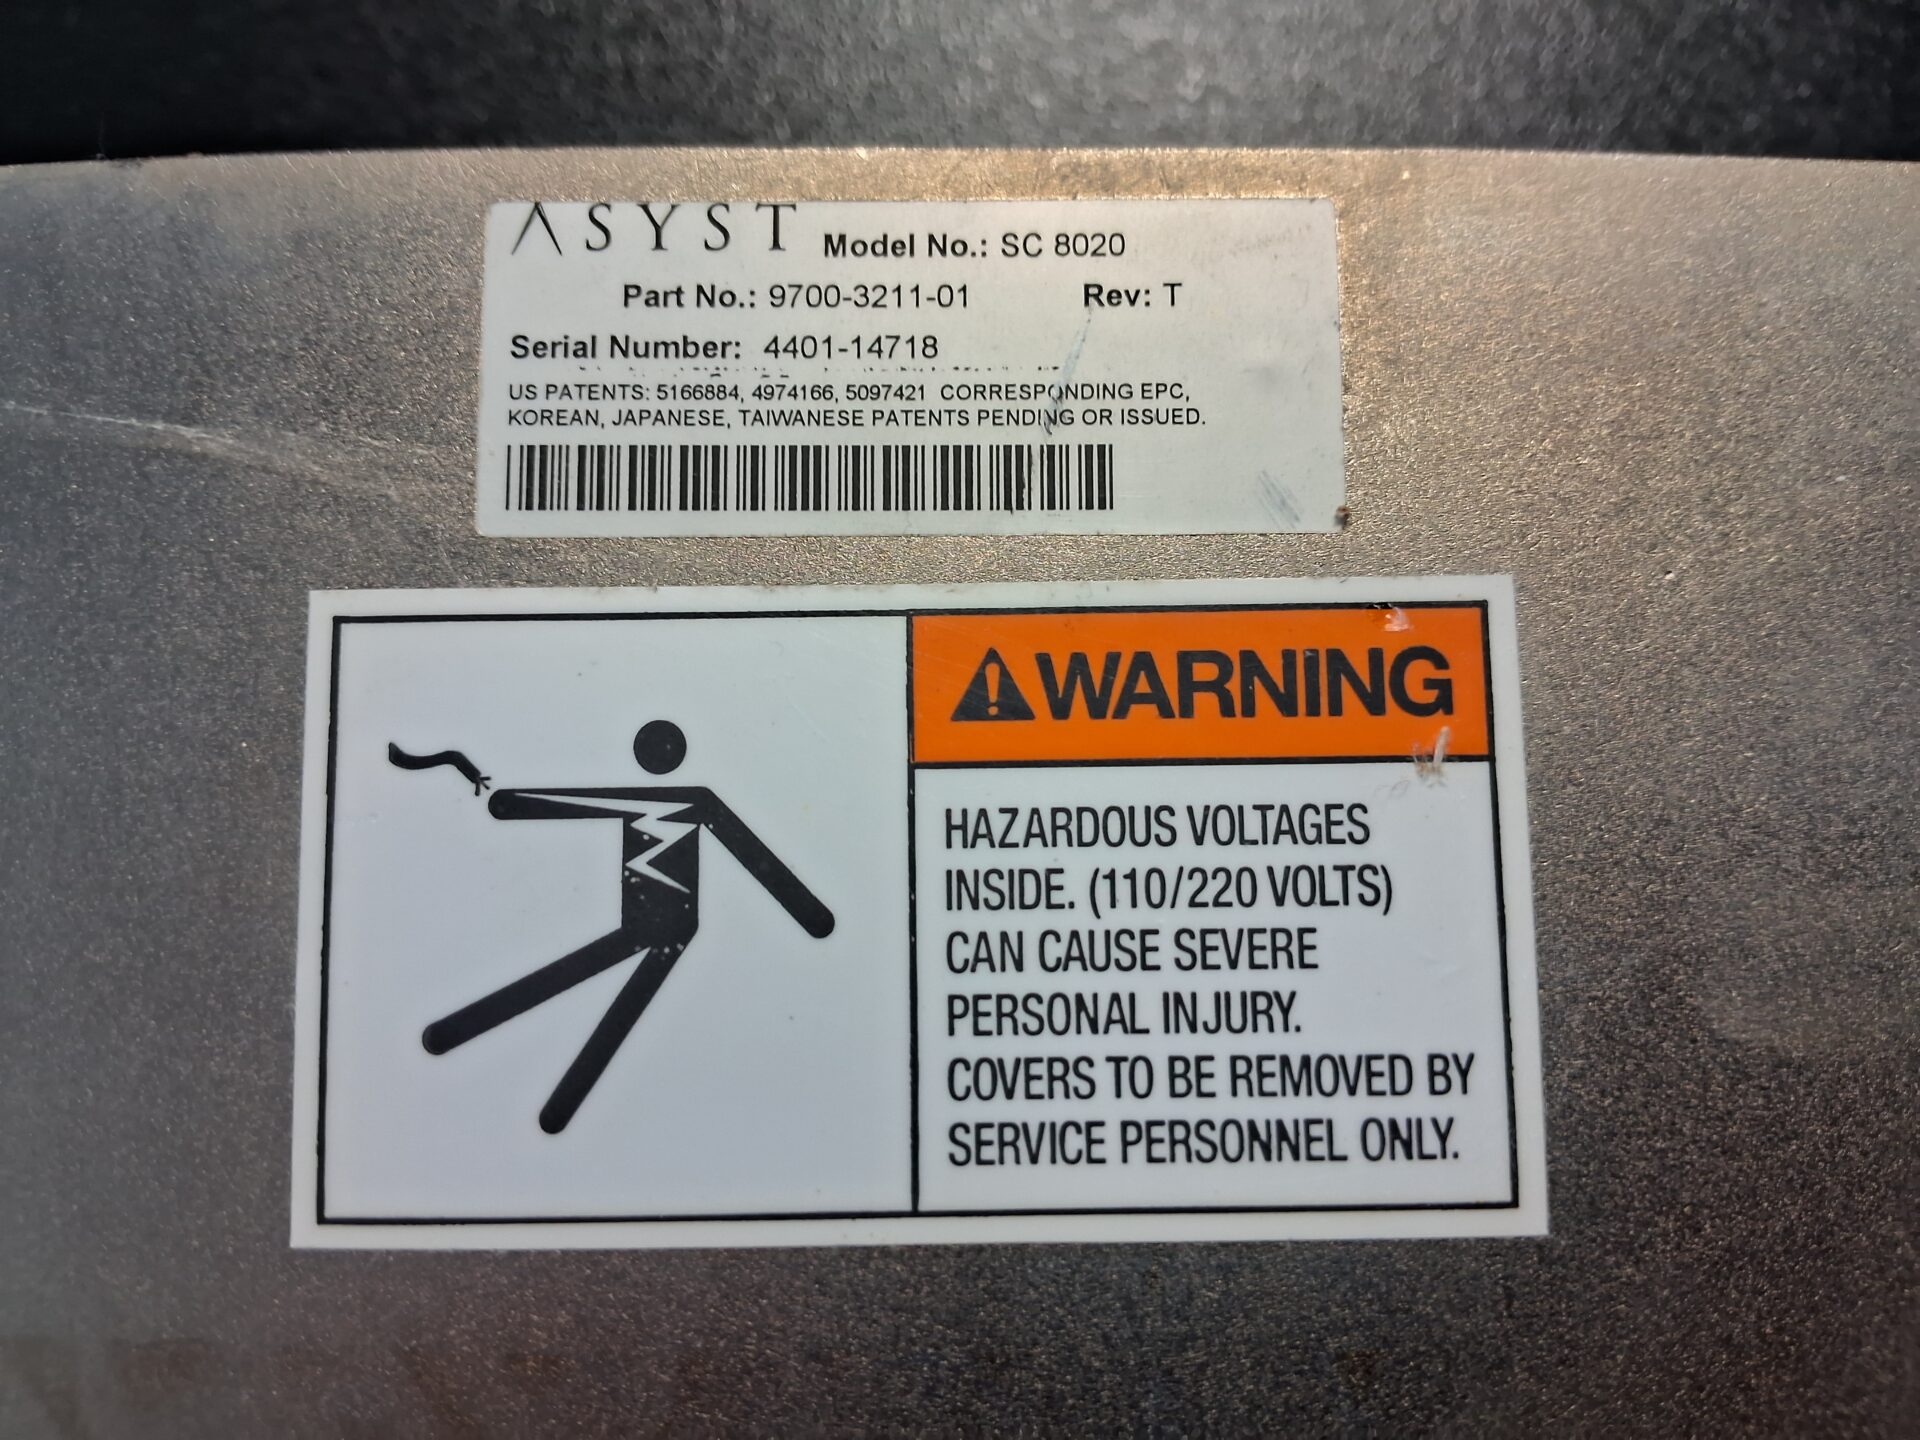 ASYST Model No.: SC 8020
Part No.: 9700-3211-01 Rev: T
Serial Number: 4401-14718
US PATENTS: 5166884, 4974166, 5097421 CORRESPONDING EPC,
KOREAN, JAPANESE, TAIWANESE PATENTS PENDING OR ISSUED.
WARNING
HAZARDOUS VOLTAGES
INSIDE. (110/220 VOLTS)
CAN CAUSE SEVERE
PERSONAL INJURY.
COVERS TO BE REMOVED BY
SERVICE PERSONNEL ONLY.